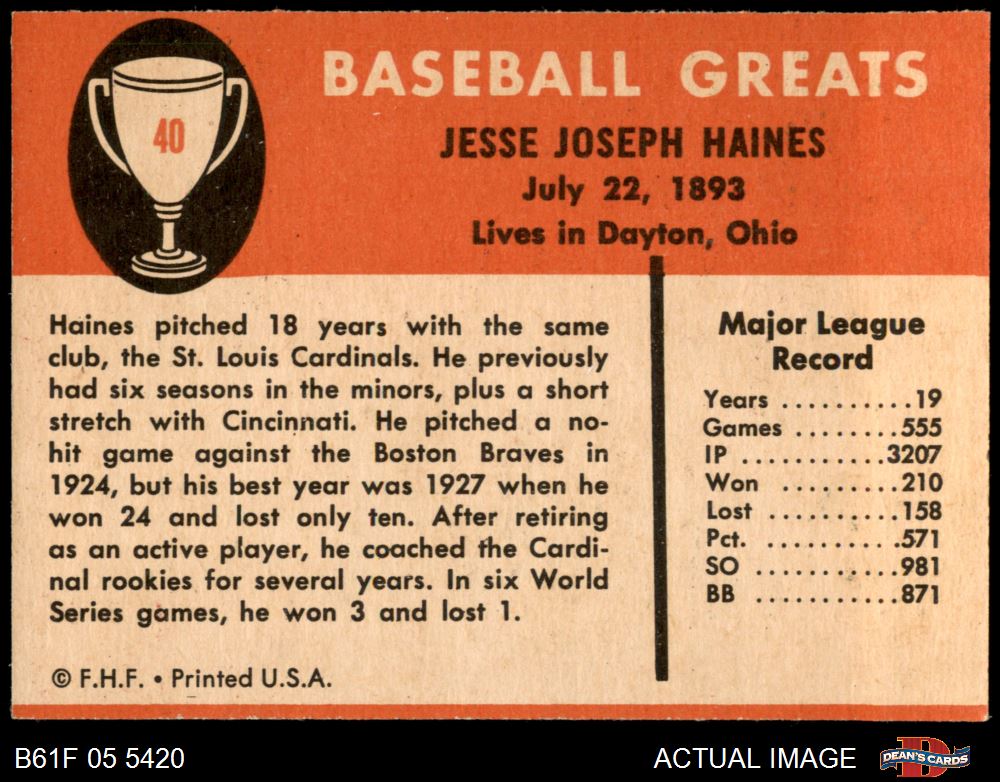 40
BASEBALL GREATS
JESSE JOSEPH HAINES
July 22, 1893
Lives in Dayton, Ohio
Haines pitched 18 years with the same
club, the St. Louis Cardinals. He previously
had six seasons in the minors, plus a short
stretch with Cincinnati. He pitched a no-
hit game against the Boston Braves in
1924, but his best year was 1927 when he
won 24 and lost only ten. After retiring
as an active player, he coached the Cardi-
nal rookies for several years. In six World
Series games, he won 3 and lost 1.
© F.H.F. • Printed U.S.A.
Major League
Record
Years ..........19
Games ........555
IP ...........3207
Won .........210
Lost ..........158
Pct. ..........571
SO ...........981
BB ...........871
B61F 05 5420
ACTUAL IMAGE
DEAN'S CARDS